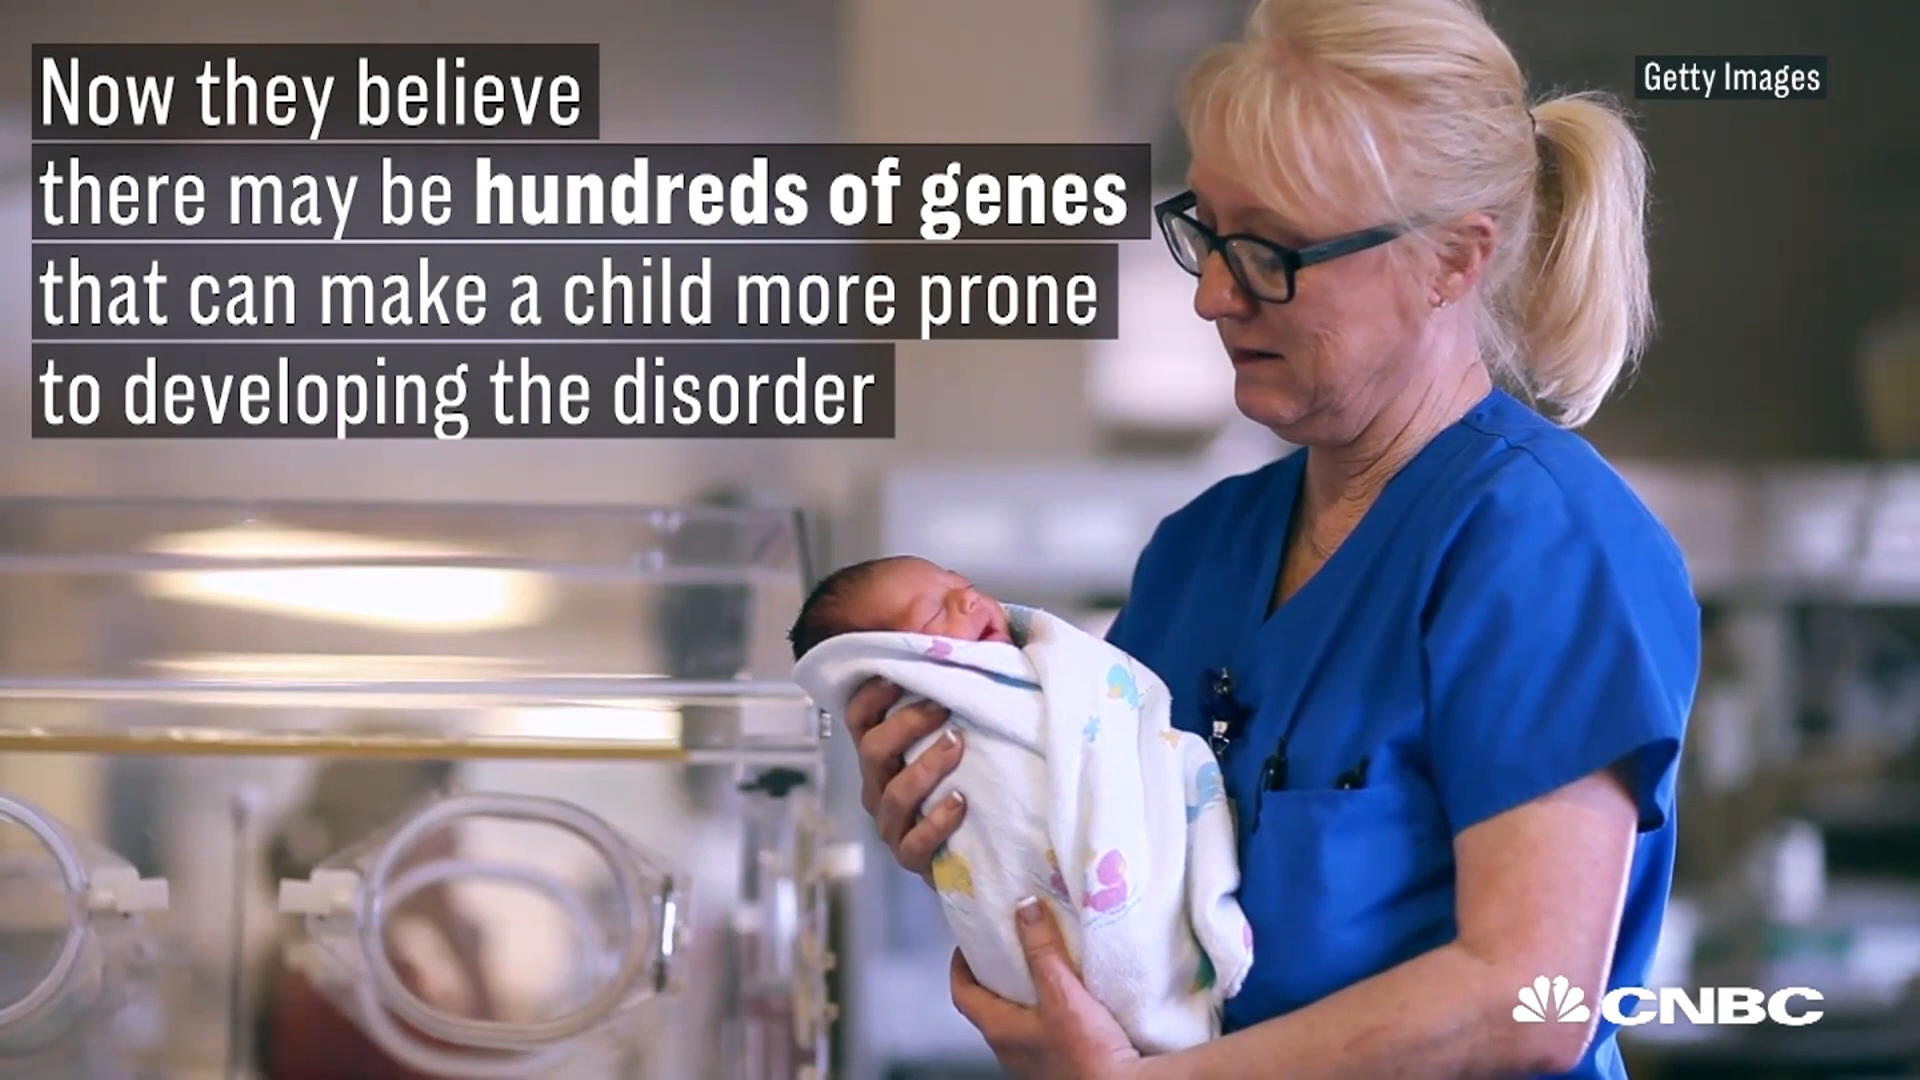 Now they believe
there may be hundreds of genes
that can make a child more prone
to developing the disorder
Getty Images
CNBC